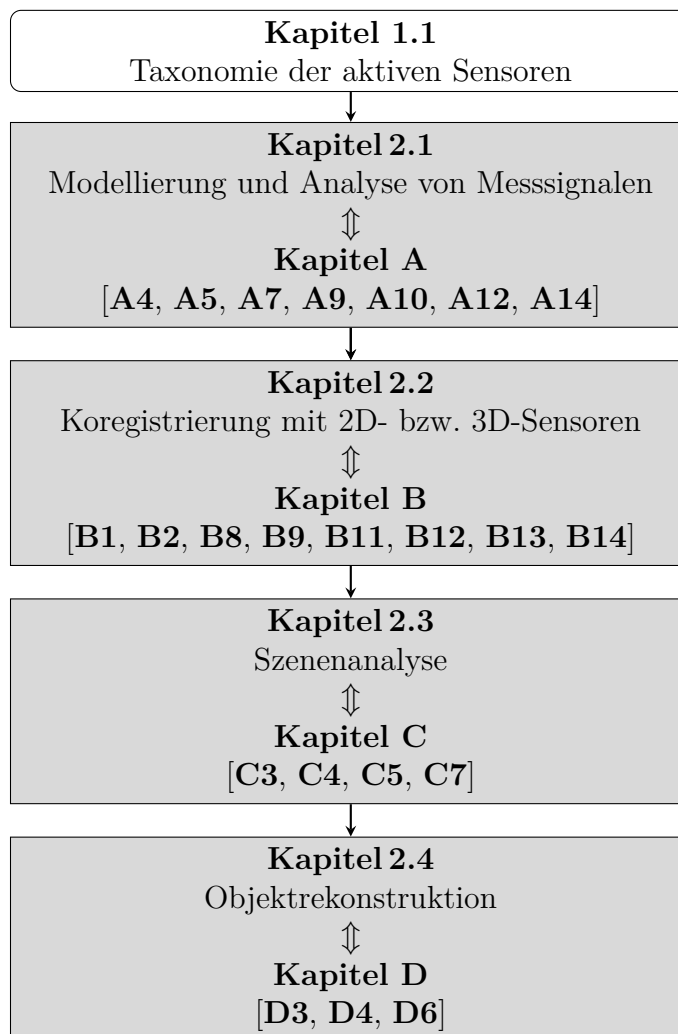 Kapitel 1.1
Taxonomie der aktiven Sensoren
Kapitel 2.1
Modellierung und Analyse von Messsignalen
⇕
Kapitel A
[A4, A5, A7, A9, A10, A12, A14]
Kapitel 2.2
Koregistrierung mit 2D- bzw. 3D-Sensoren
⇕
Kapitel B
[B1, B2, B8, B9, B11, B12, B13, B14]
Kapitel 2.3
Szenenanalyse
⇕
Kapitel C
[C3, C4, C5, C7]
Kapitel 2.4
Objektrekonstruktion
⇕
Kapitel D
[D3, D4, D6]